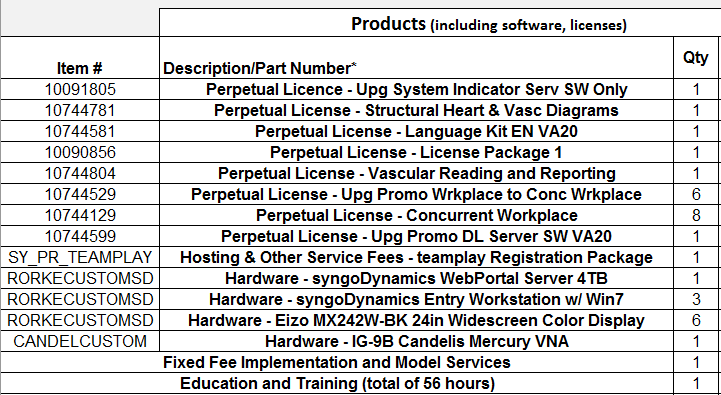 Products (including software, licenses)
Item # Description/Part Number* Qty
10091805 Perpetual Licence - Upg System Indicator Serv SW Only 1
10744781 Perpetual License - Structural Heart & Vasc Diagrams 1
10744581 Perpetual License - Language Kit EN VA20 1
10090856 Perpetual License - License Package 1 1
10744804 Perpetual License - Vascular Reading and Reporting 1
10744529 Perpetual License - Upg Promo Wrkplace to Conc Wrkplace 6
10744129 Perpetual License - Concurrent Workplace 8
10744599 Perpetual License - Upg Promo DL Server SW VA20 1
SY_PR_TEAMPLAY Hosting & Other Service Fees - teamplay Registration Package 1
RORKECUSTOMSD Hardware - syngoDynamics WebPortal Server 4TB 1
RORKECUSTOMSD Hardware - syngoDynamics Entry Workstation w/ Win7 3
RORKECUSTOMSD Hardware - Eizo MX242W-BK 24in Widescreen Color Display 6
CANDELCUSTOM Hardware - IG-9B Candelis Mercury VNA 1
Fixed Fee Implementation and Model Services 1
Education and Training (total of 56 hours) 1